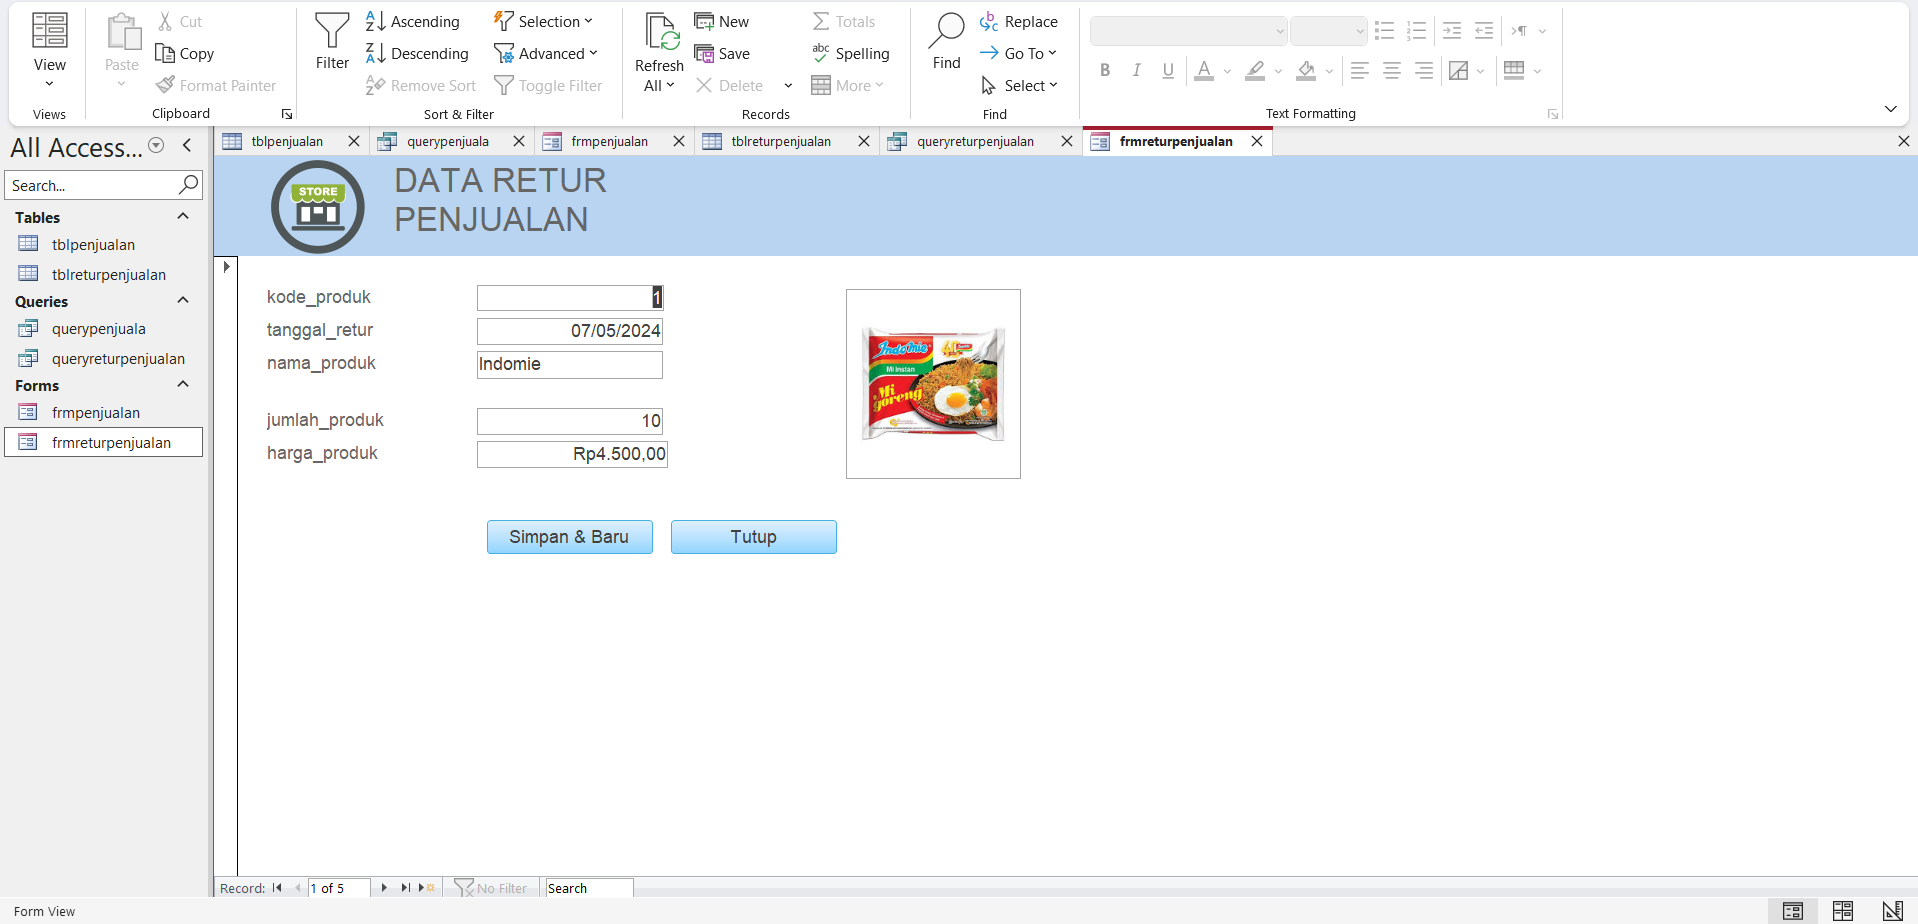 View
Views
Paste
Cut
Copy
Format Painter
Clipboard
Filter
Ascending
Descending
Remove Sort
Selection
Advanced
Toggle Filter
Sort & Filter
Refresh
All
New
Save
Delete
Totals
Spelling
More
Records
Find
Replace
Go To
Select
Find
B I U A
Text Formatting
All Access...
Search...
Tables
tblpenjualan
tblreturpenjualan
Queries
querypenjuala
queryreturpenjualan
Forms
frmpenjualan
frmreturpenjualan
tblpenjualan
querypenjuala
frmpenjualan
tblreturpenjualan
queryreturpenjualan
frmreturpenjualan
STORE
DATA RETUR
PENJUALAN
kode_produk 1
tanggal_retur 07/05/2024
nama_produk Indomie
jumlah_produk 10
harga_produk Rp4.500,00
Indomie
Mi Instan
Mi
goreng
Simpan & Baru Tutup
Record: 1 of 5 No Filter Search
Form View